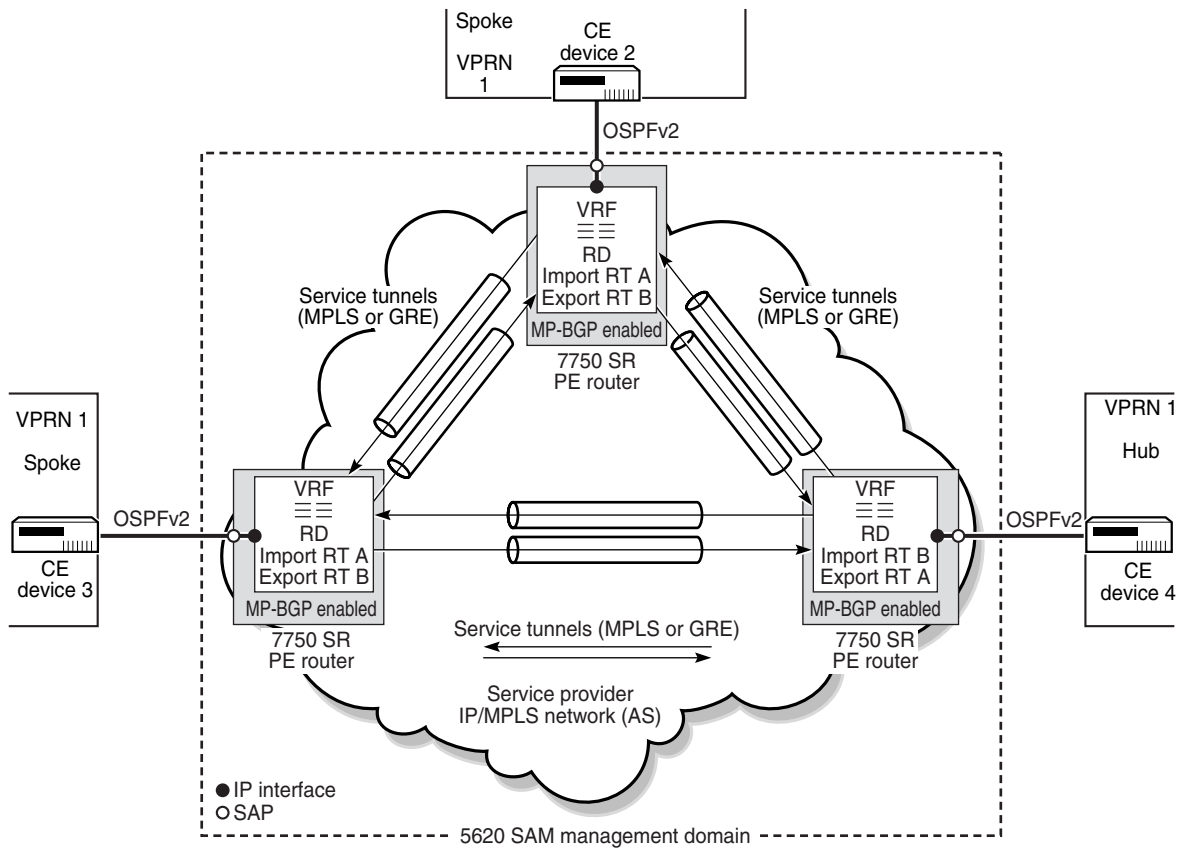 Spoke
VPRN
1
CE
device 2
OSPFv2
VRF
RD
Import RT A
Export RT B
MP-BGP enabled
7750 SR
PE router
Service tunnels
(MPLS or GRE)
Service tunnels
(MPLS or GRE)
VPRN 1
Spoke
OSPFv2
CE
device 3
VRF
RD
Import RT A
Export RT B
MP-BGP enabled
7750 SR
PE router
VRF
RD
Import RT B
Export RT A
MP-BGP enabled
7750 SR
PE router
VPRN 1
Hub
OSPFv2
CE
device 4
Service tunnels (MPLS or GRE)
Service provider
IP/MPLS network (AS)
IP interface
SAP
5620 SAM management domain